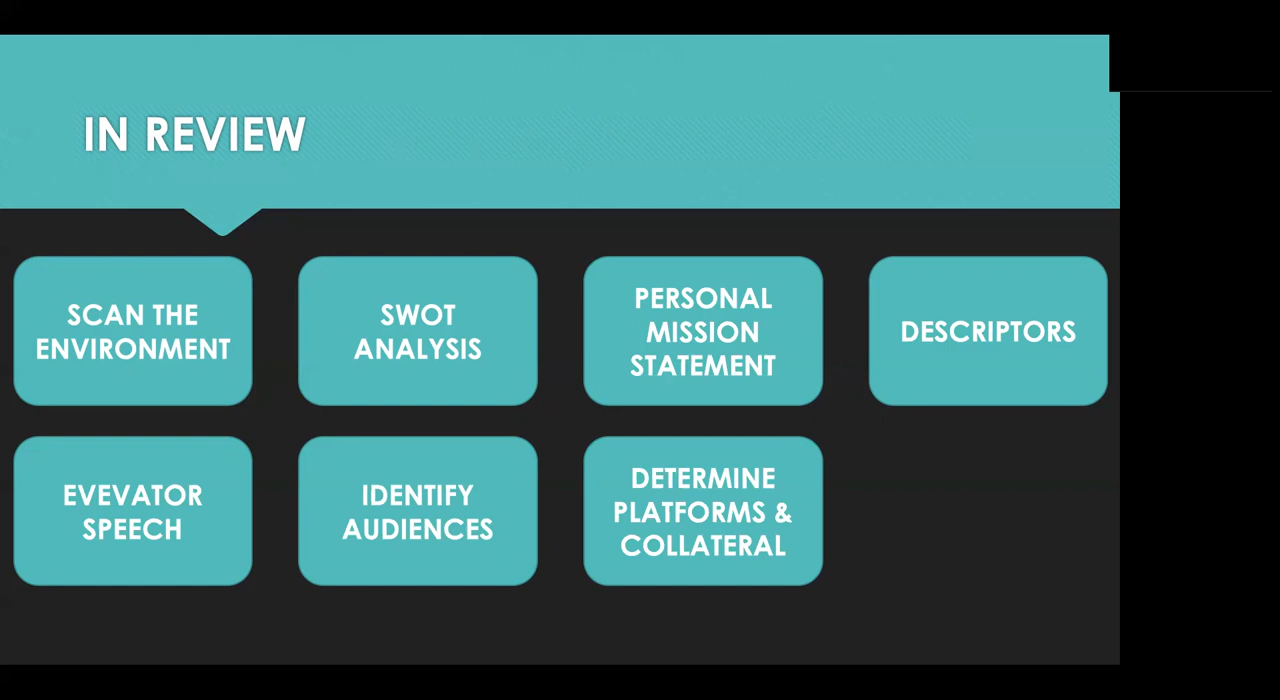 IN REVIEW
SCAN THE
ENVIRONMENT
SWOT
ANALYSIS
PERSONAL
MISSION
STATEMENT
DESCRIPTORS
EVEVATOR
SPEECH
IDENTIFY
AUDIENCES
DETERMINE
PLATFORMS &
COLLATERAL